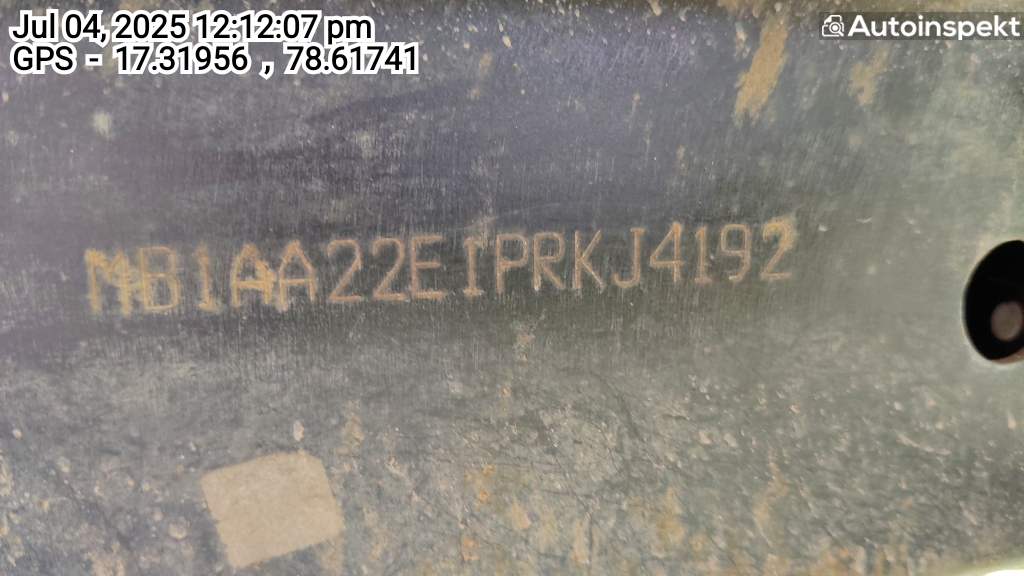 Jul 04, 2025 12:12:07 pm
GPS - 17.31956 , 78.61741
Autoinspekt
MB1AA22E1PRKJ4192